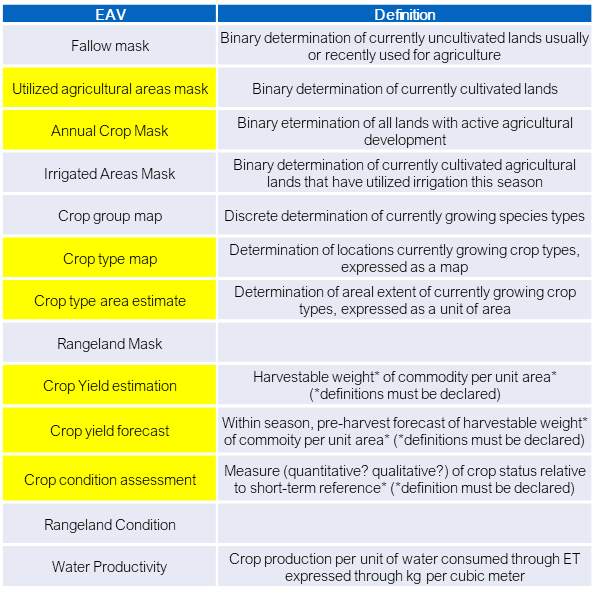 EAV
Definition
Fallow mask
Binary determination of currently uncultivated lands usually
or recently used for agriculture
Utilized agricultural areas mask
Binary determination of currently cultivated lands
Annual Crop Mask
Binary etermination of all lands with active agricultural
development
Irrigated Areas Mask
Binary determination of currently cultivated agricultural
lands that have utilized irrigation this season
Crop group map
Discrete determination of currently growing species types
Crop type map
Determination of locations currently growing crop types,
expressed as a map
Crop type area estimate
Determination of areal extent of currently growing crop
types, expressed as a unit of area
Rangeland Mask
Crop Yield estimation
Harvestable weight* of commodity per unit area*
(*definitions must be declared)
Crop yield forecast
Within season, pre-harvest forecast of harvestable weight*
of commoity per unit area* (*definitions must be declared)
Crop condition assessment
Measure (quantitative? qualitative?) of crop status relative
to short-term reference* (*definition must be declared)
Rangeland Condition
Water Productivity
Crop production per unit of water consumed through ET
expressed through kg per cubic meter